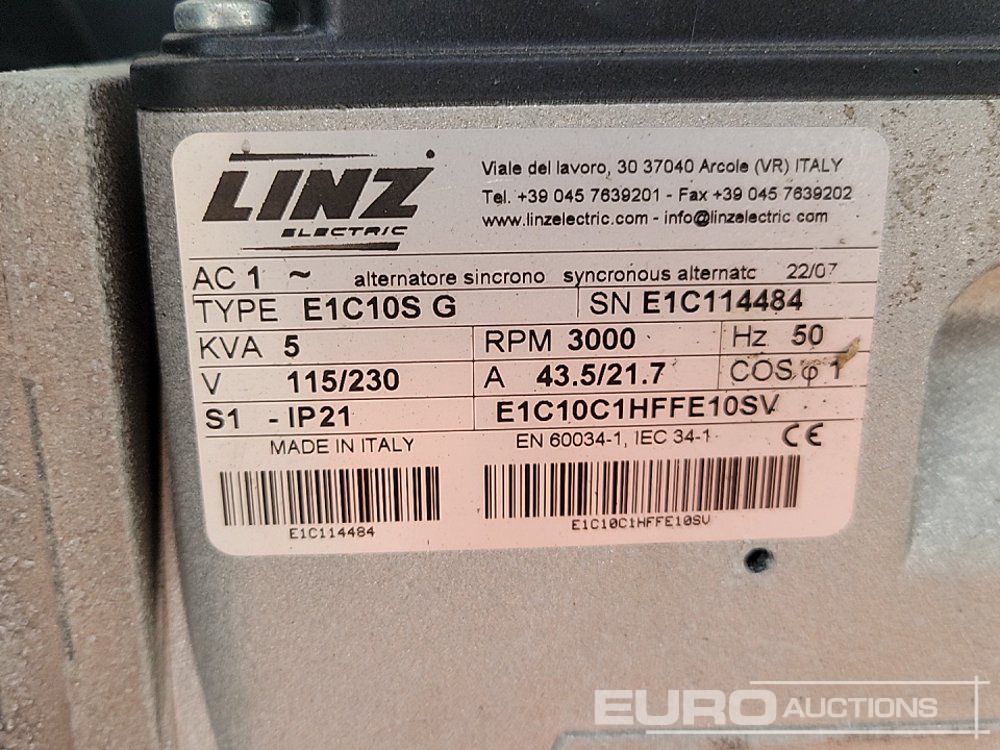 LINZ
ELECTRIC
Viale del lavoro, 30 37040 Arcole (VR) ITALY
Tel. +39 045 7639201 - Fax +39 045 7639202
www.linzelectric.com - info@linzelectric.com
AC 1 ~ alternatore sincrono syncronous alternatc 22/07
TYPE E1C10S G SN E1C114484
KVA 5 RPM 3000 Hz 50
V 115/230 A 43.5/21.7 COS φ 1
S1 - IP21 E1C10C1HFFE10SV
MADE IN ITALY EN 60034-1, IEC 34-1 CE
E1C114484 E1C10C1HFFE10SV
EURO AUCTIONS